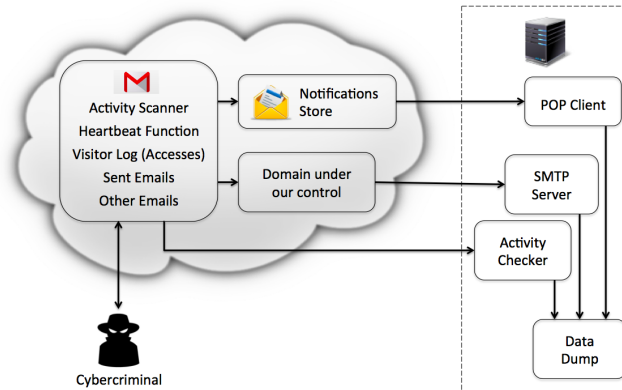 Activity Scanner
Heartbeat Function
Visitor Log (Accesses)
Sent Emails
Other Emails
Notifications
Store
Domain under
our control
POP Client
SMTP
Server
Activity
Checker
Data
Dump
Cybercriminal